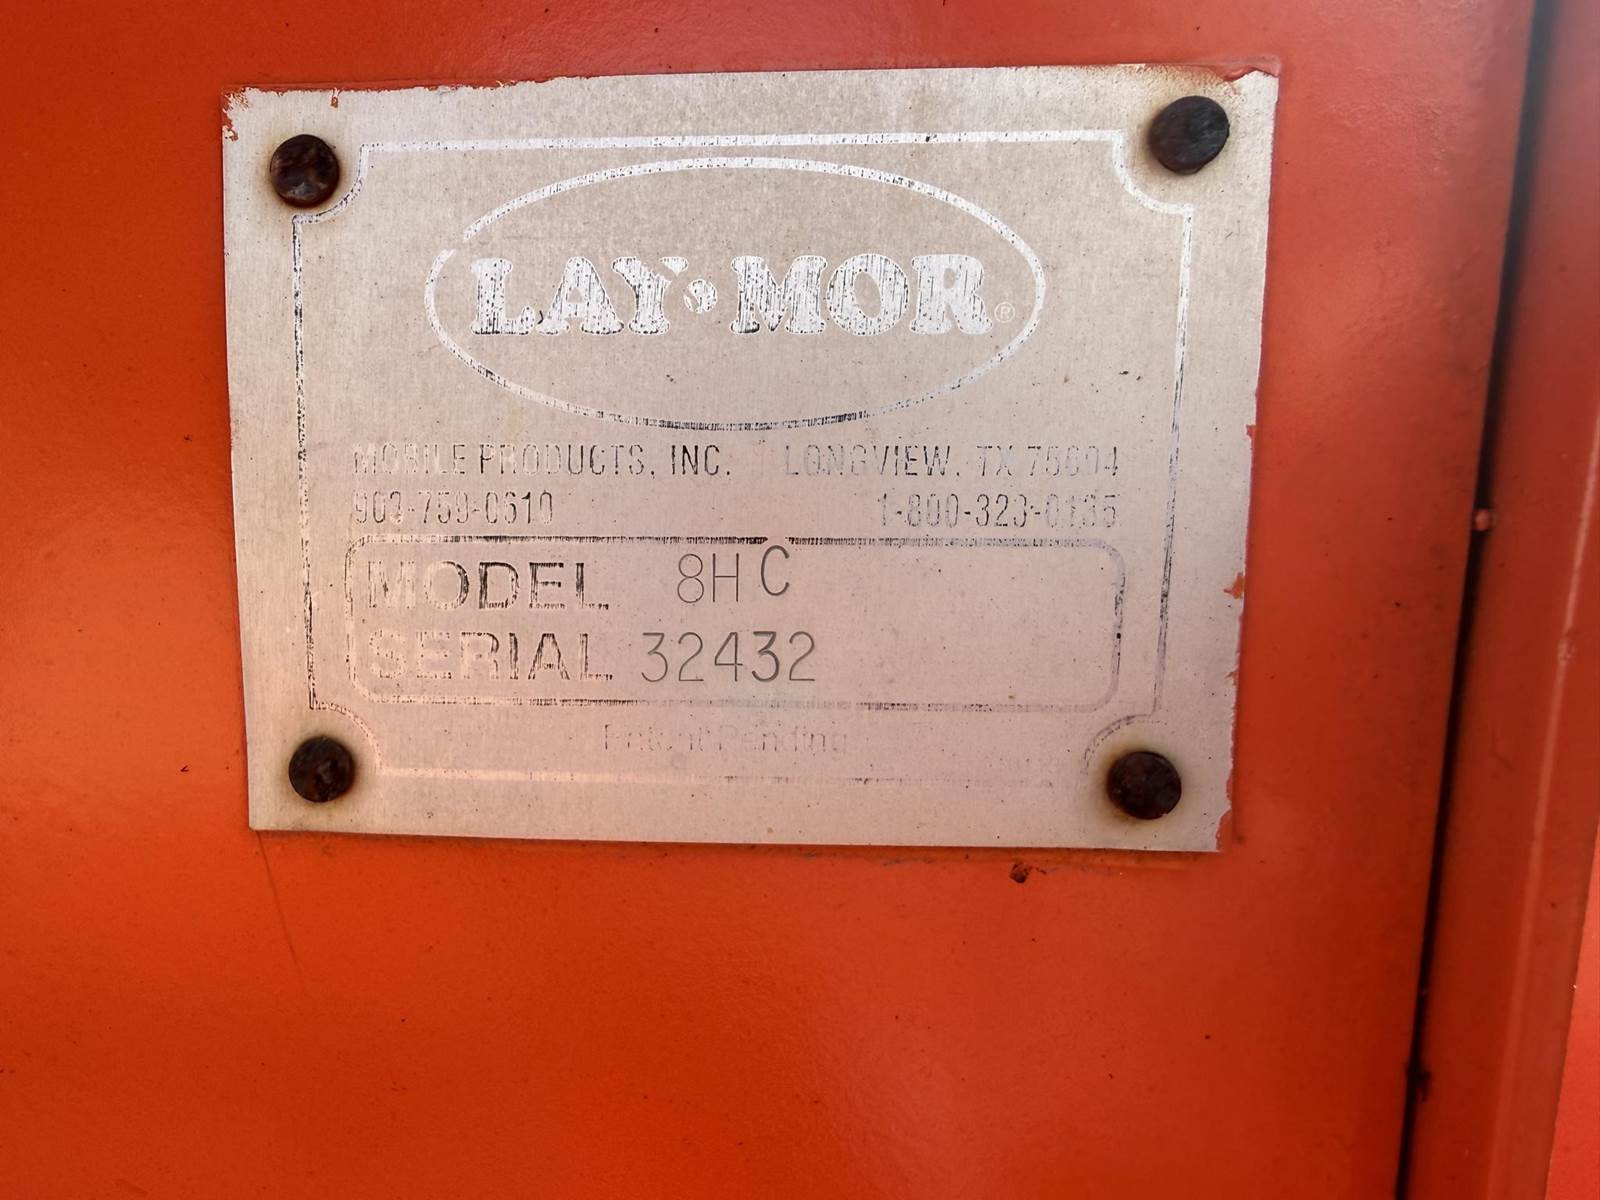 LAY•MOR®
MOBILE PRODUCTS, INC. LONGVIEW, TX 75604
903-759-0610 1-800-323-0135
MODEL 8HC
SERIAL 32432
Patent Pending